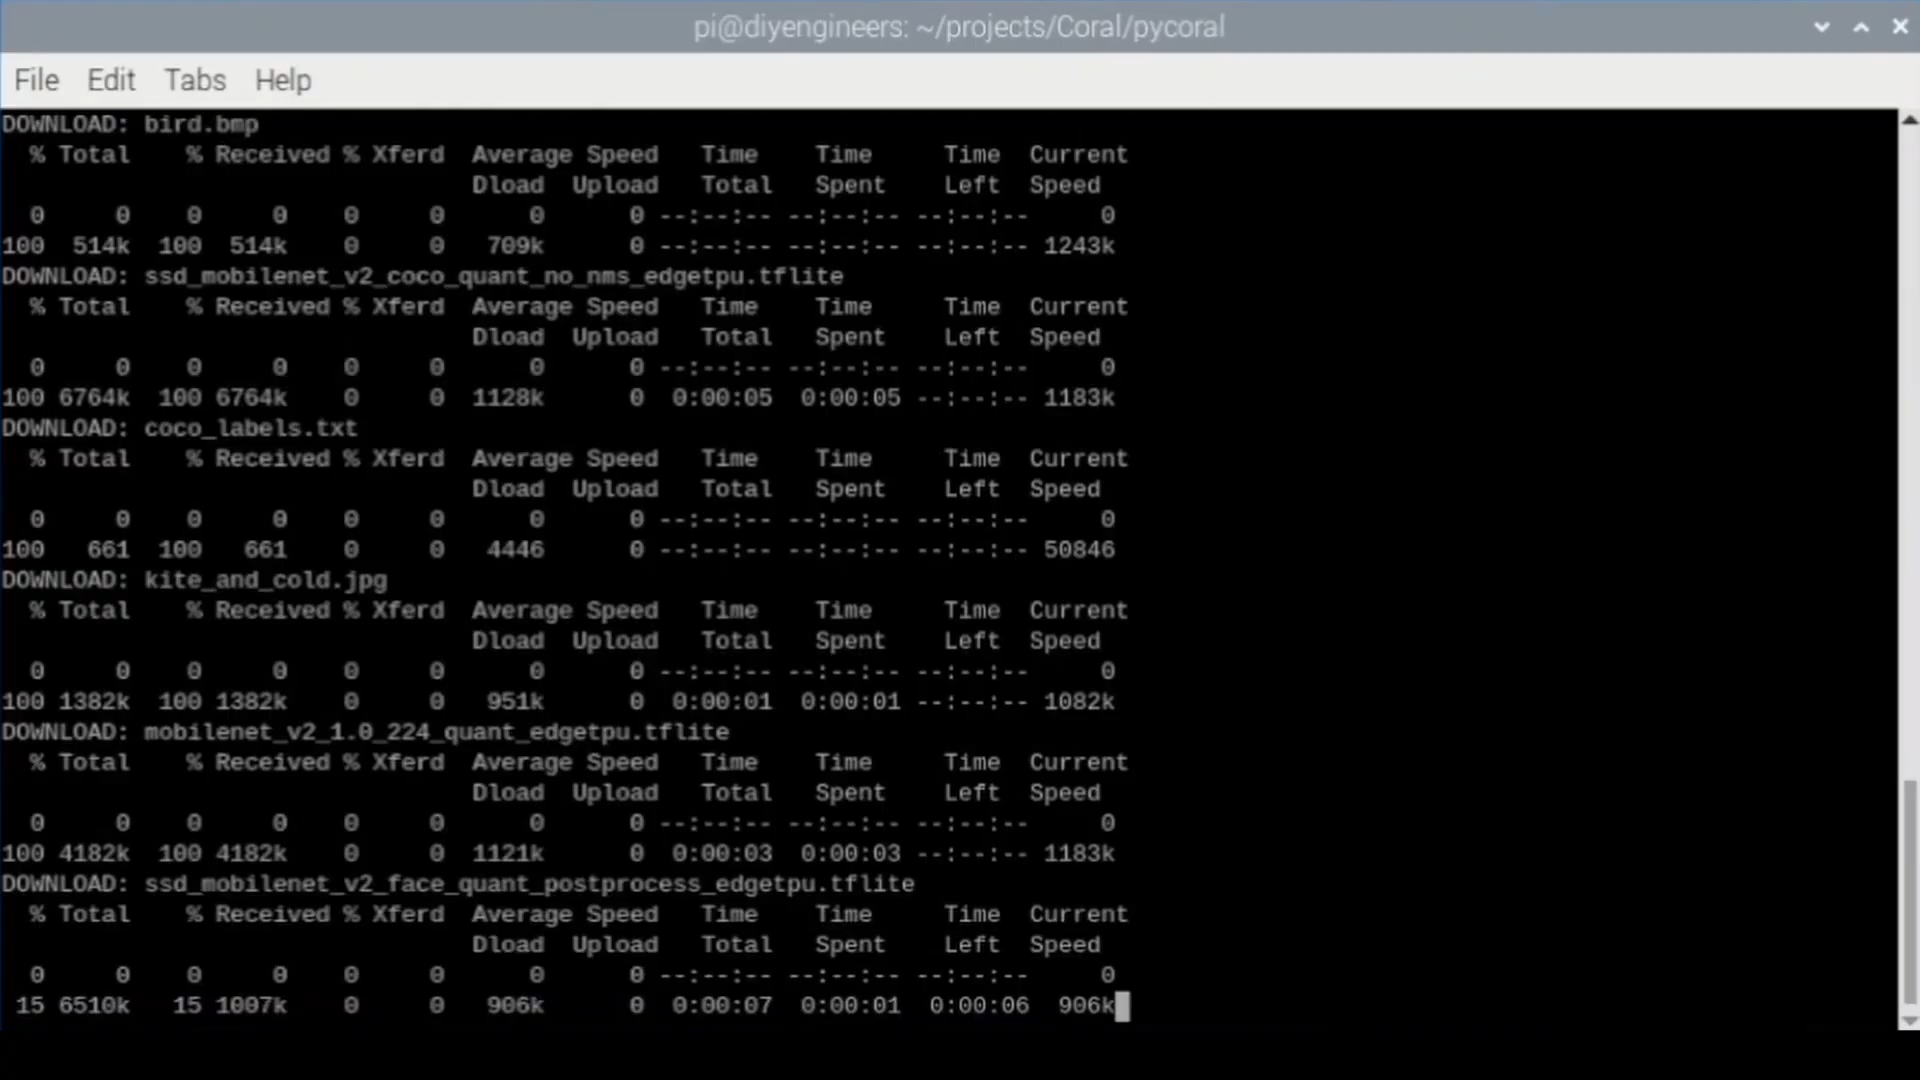 pi@diyengineers: ~/projects/Coral/pycoral
File Edit Tabs Help
DOWNLOAD: bird.bmp
% Total % Received % Xferd Average Speed Time Time Time Current
Dload Upload Total Spent Left Speed
0 0 0 0 0 0 0 0 --:--:-- --:--:-- --:--:-- 0
100 514k 100 514k 0 0 709k 0 --:--:-- --:--:-- --:--:-- 1243k
DOWNLOAD: ssd_mobilenet_v2_coco_quant_no_nms_edgetpu.tflite
% Total % Received % Xferd Average Speed Time Time Time Current
Dload Upload Total Spent Left Speed
0 0 0 0 0 0 0 0 --:--:-- --:--:-- --:--:-- 0
100 6764k 100 6764k 0 0 1128k 0 0:00:05 0:00:05 --:--:-- 1183k
DOWNLOAD: coco_labels.txt
% Total % Received % Xferd Average Speed Time Time Time Current
Dload Upload Total Spent Left Speed
0 0 0 0 0 0 0 0 --:--:-- --:--:-- --:--:-- 0
100 661 100 661 0 0 4446 0 --:--:-- --:--:-- --:--:-- 50846
DOWNLOAD: kite_and_cold.jpg
% Total % Received % Xferd Average Speed Time Time Time Current
Dload Upload Total Spent Left Speed
0 0 0 0 0 0 0 0 --:--:-- --:--:-- --:--:-- 0
100 1382k 100 1382k 0 0 951k 0 0:00:01 0:00:01 --:--:-- 1082k
DOWNLOAD: mobilenet_v2_1.0_224_quant_edgetpu.tflite
% Total % Received % Xferd Average Speed Time Time Time Current
Dload Upload Total Spent Left Speed
0 0 0 0 0 0 0 0 --:--:-- --:--:-- --:--:-- 0
100 4182k 100 4182k 0 0 1121k 0 0:00:03 0:00:03 --:--:-- 1183k
DOWNLOAD: ssd_mobilenet_v2_face_quant_postprocess_edgetpu.tflite
% Total % Received % Xferd Average Speed Time Time Time Current
Dload Upload Total Spent Left Speed
0 0 0 0 0 0 0 0 --:--:-- --:--:-- --:--:-- 0
15 6510k 15 1007k 0 0 906k 0 0:00:07 0:00:01 0:00:06 906k